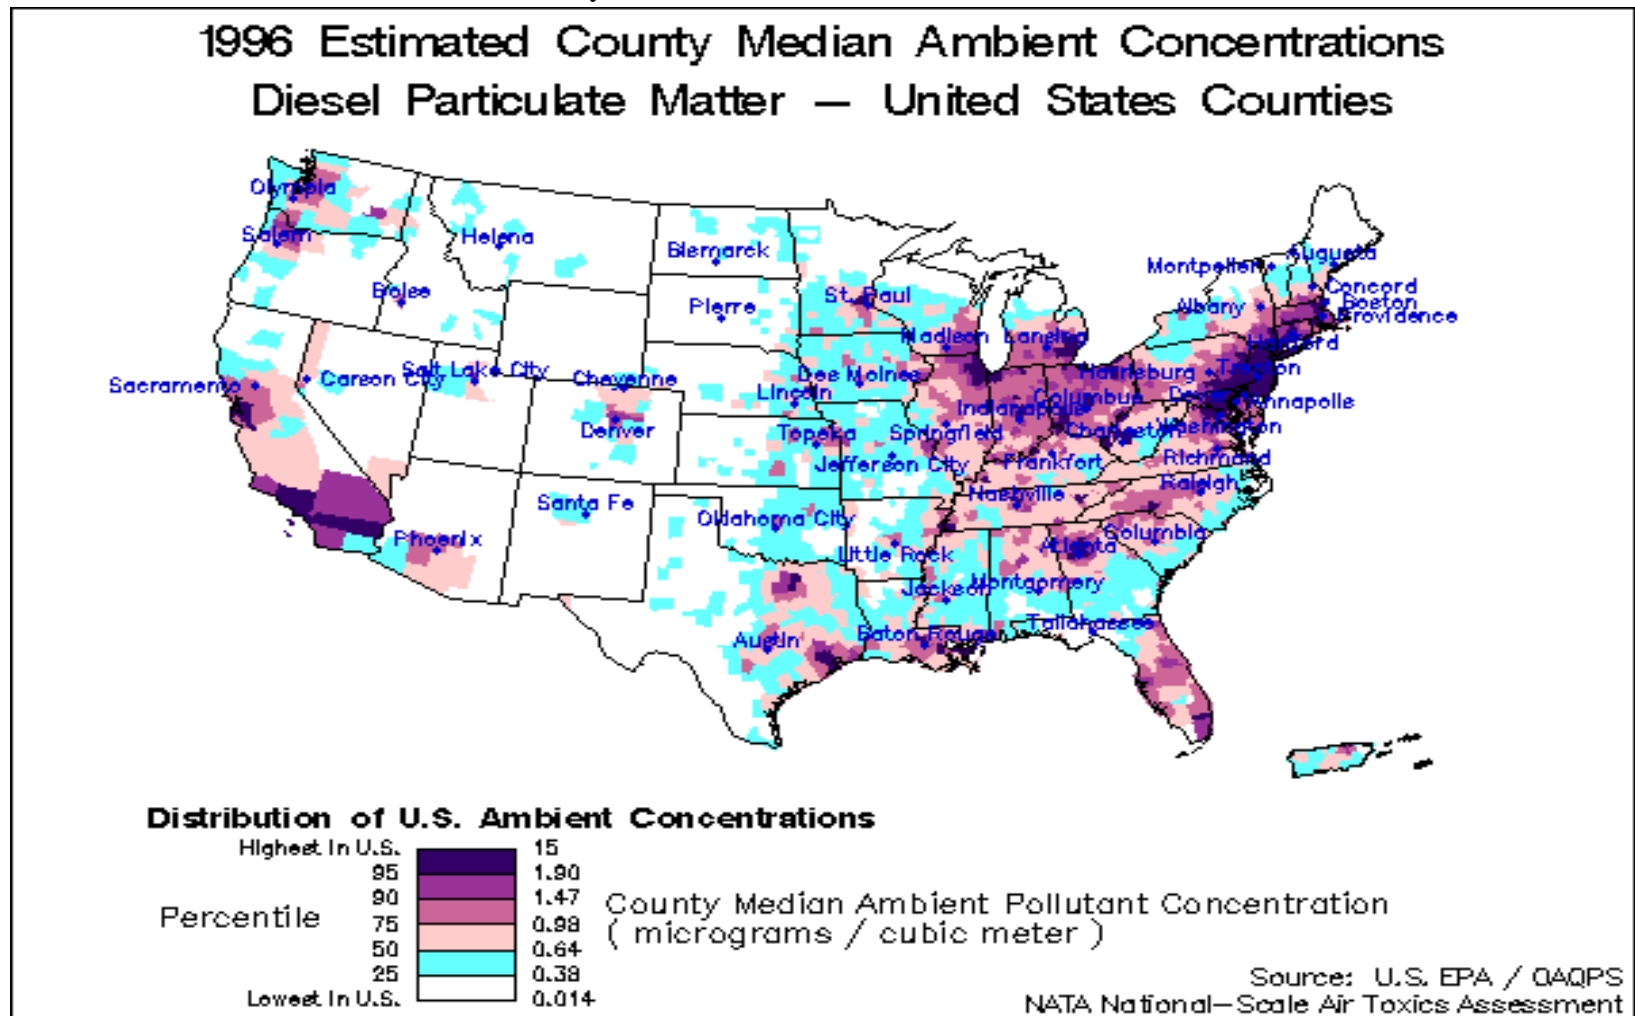 1996 Estimated County Median Ambient Concentrations
Diesel Particulate Matter — United States Counties
Olympia
Salem
Helena
Bismarck
Montpelier
Augusta
Boise
Pierre
St. Paul
Concord
Albany
Boston
Providence
Madison
Lansing
Hartford
Sacramento
Carson City
Salt Lake City
Cheyenne
Des Moines
Harrisburg
Trenton
Lincoln
Columbus
Annapolis
Indianapolis
Denver
Topeka
Springfield
Charleston
Washington
Jefferson City
Frankfort
Richmond
Santa Fe
Nashville
Raleigh
Phoenix
Oklahoma City
Atlanta
Columbia
Little Rock
Jackson
Montgomery
Austin
Baton Rouge
Tallahassee
Distribution of U.S. Ambient Concentrations
Highest in U.S. 15
95 1.90
90 1.47
75 0.98
50 0.64
25 0.38
Lowest in U.S. 0.014
Percentile
County Median Ambient Pollutant Concentration
( micrograms / cubic meter )
Source: U.S. EPA / OAQPS
NATA National-Scale Air Toxics Assessment